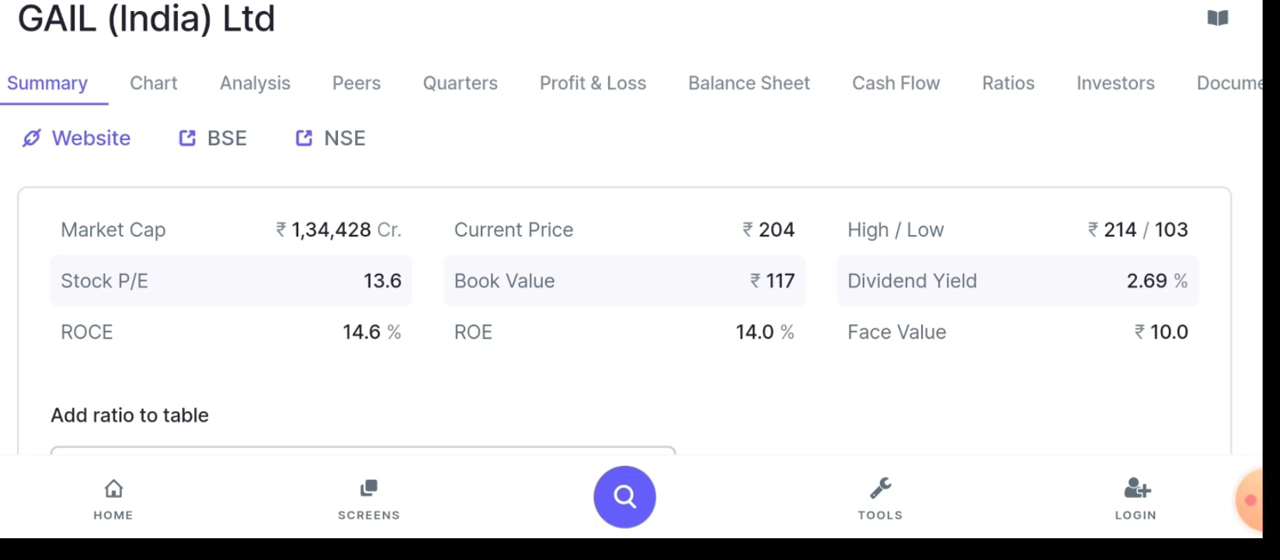 GAIL (India) Ltd
Summary Chart Analysis Peers Quarters Profit & Loss Balance Sheet Cash Flow Ratios Investors Docume
Website BSE NSE
Market Cap ₹ 1,34,428 Cr. Current Price ₹ 204 High / Low ₹ 214 / 103
Stock P/E 13.6 Book Value ₹ 117 Dividend Yield 2.69 %
ROCE 14.6 % ROE 14.0 % Face Value ₹ 10.0
Add ratio to table
HOME SCREENS TOOLS LOGIN